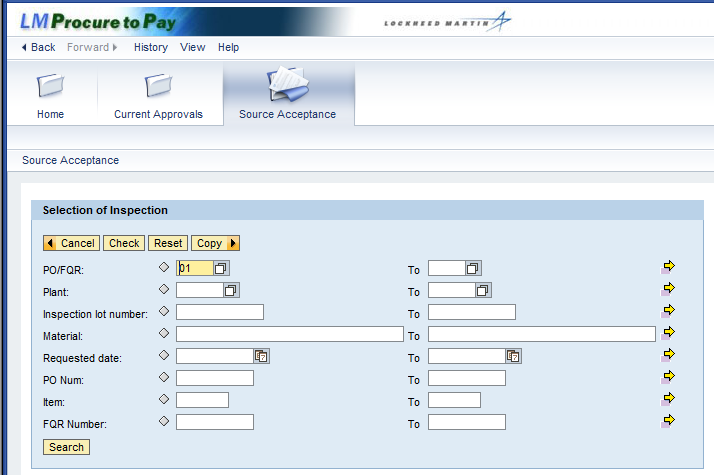 LMProcure to Pay LOCKHEED MARTIN
Back Forward History View Help
Home Current Approvals Source Acceptance
Source Acceptance
Selection of Inspection
Cancel Check Reset Copy
PO/FQR: 01 To
Plant: To
Inspection lot number: To
Material: To
Requested date: To
PO Num: To
Item: To
FQR Number: To
Search